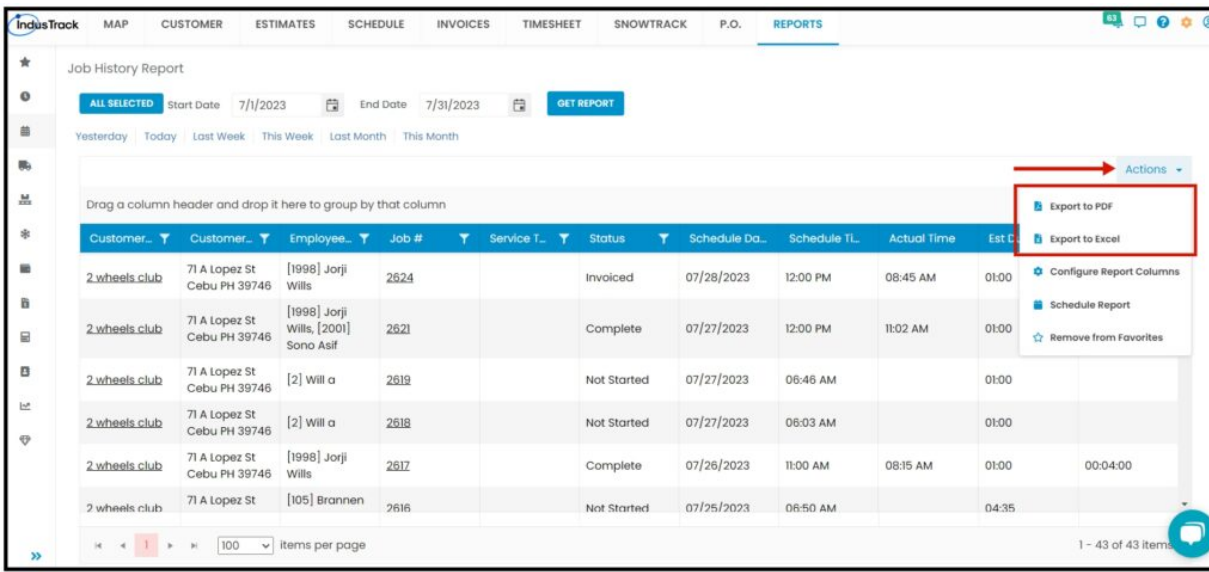 IndusTrack MAP CUSTOMER ESTIMATES SCHEDULE INVOICES TIMESHEET SNOWTRACK P.O. REPORTS 63
Job History Report
ALL SELECTED Start Date 7/1/2023 End Date 7/31/2023 GET REPORT
Yesterday Today Last Week This Week Last Month This Month
Actions
Export to PDF
Export to Excel
Configure Report Columns
Schedule Report
Remove from Favorites
Drag a column header and drop it here to group by that column
Customer... Customer... Employee... Job # Service T... Status Schedule Da... Schedule Ti... Actual Time
2 wheels club 71 A Lopez St [1998] Jorji 2624 Invoiced 07/28/2023 12:00 PM 08:45 AM 01:00
Cebu PH 39746 Wills
[1998] Jorji
2 wheels club 71 A Lopez St Wills, [2001] 2621 Complete 07/27/2023 12:00 PM 11:02 AM 01:00
Cebu PH 39746 Sono Asif
2 wheels club 71 A Lopez St [2] Will a 2619 Not Started 07/27/2023 06:46 AM 01:00
Cebu PH 39746
2 wheels club 71 A Lopez St [2] Will a 2618 Not Started 07/27/2023 06:03 AM 01:00
Cebu PH 39746
2 wheels club 71 A Lopez St [1998] Jorji 2617 Complete 07/26/2023 11:00 AM 08:15 AM 01:00 00:04:00
Cebu PH 39746 Wills
2 wheels club 71 A Lopez St [105] Brannen 2616 Not Started 07/25/2023 06:50 AM 04:35
1 100 items per page 1 - 43 of 43 items